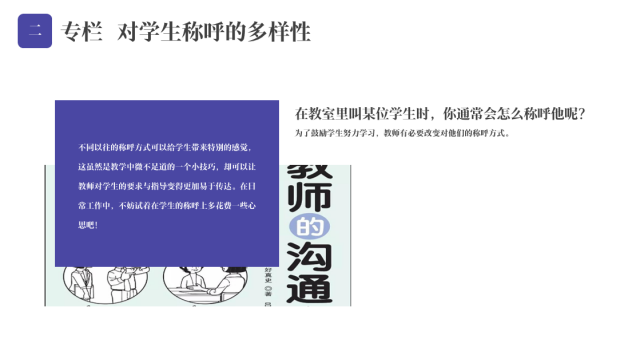 二
专栏 对学生称呼的多样性
在教室里叫某位学生时，你通常会怎么称呼他呢？
为了鼓励学生努力学习，教师有必要改变对他们的称呼方式。
不同以往的称呼方式可以给学生带来特别的感觉，
这虽然是教学中微不足道的一个小技巧，却可以让
教师对学生的要求与指导变得更加易于传达。在日
常工作中，不妨试着在学生的称呼上多花费一些心
思吧！
教师
的
沟通
好真史 ◎著